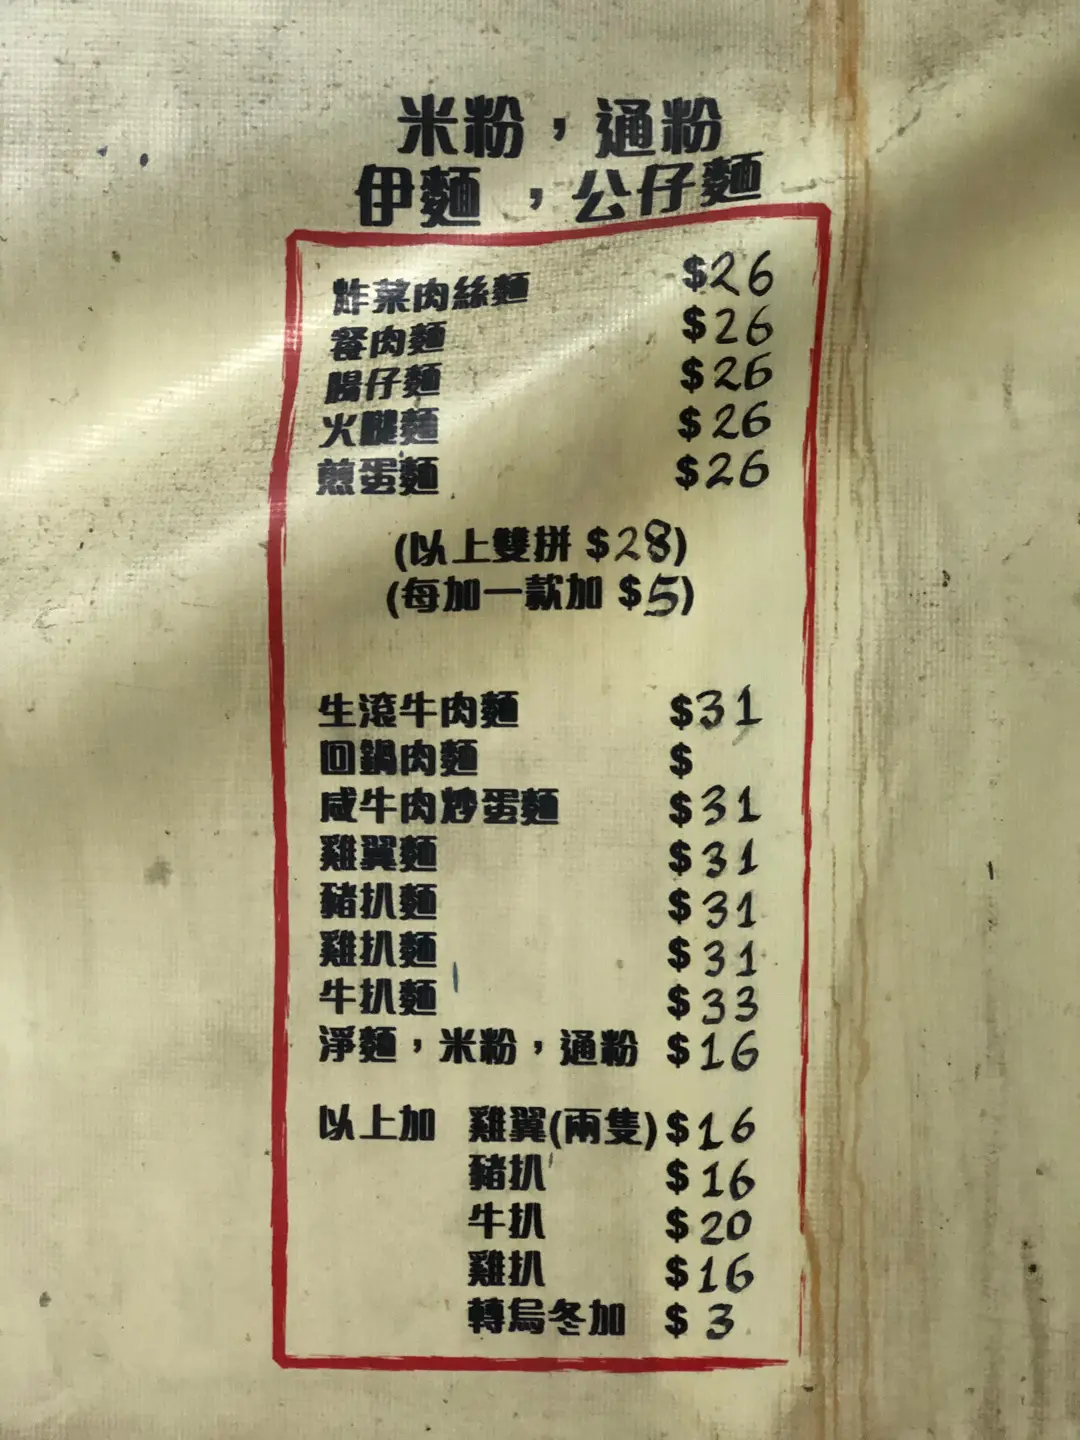 米粉，通粉
伊麵，公仔麵
炸菜肉絲麵 $26
餐肉麵 $26
腸仔麵 $26
火腿麵 $26
煎蛋麵 $26
(以上雙拼 $28)
(每加一款加 $5)
生滾牛肉麵 $31
回鍋肉麵 $
咸牛肉炒蛋麵 $31
雞翼麵 $31
豬扒麵 $31
雞扒麵 $31
牛扒麵 $33
淨麵，米粉，通粉 $16
以上加 雞翼(兩隻) $16
豬扒 $16
牛扒 $20
雞扒 $16
轉烏冬加 $3